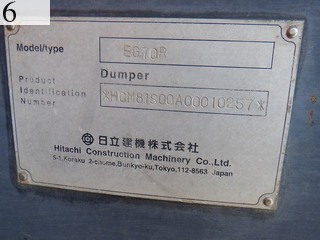 6
Model/type EG70R
Dumper
Product
Identification
Number *HCM81S00A00010257*
日立建機株式会社
Hitachi Construction Machinery Co.,Ltd.
5-1,Koraku 2-chome,Bunkyo-ku,Tokyo,112-8563 Japan